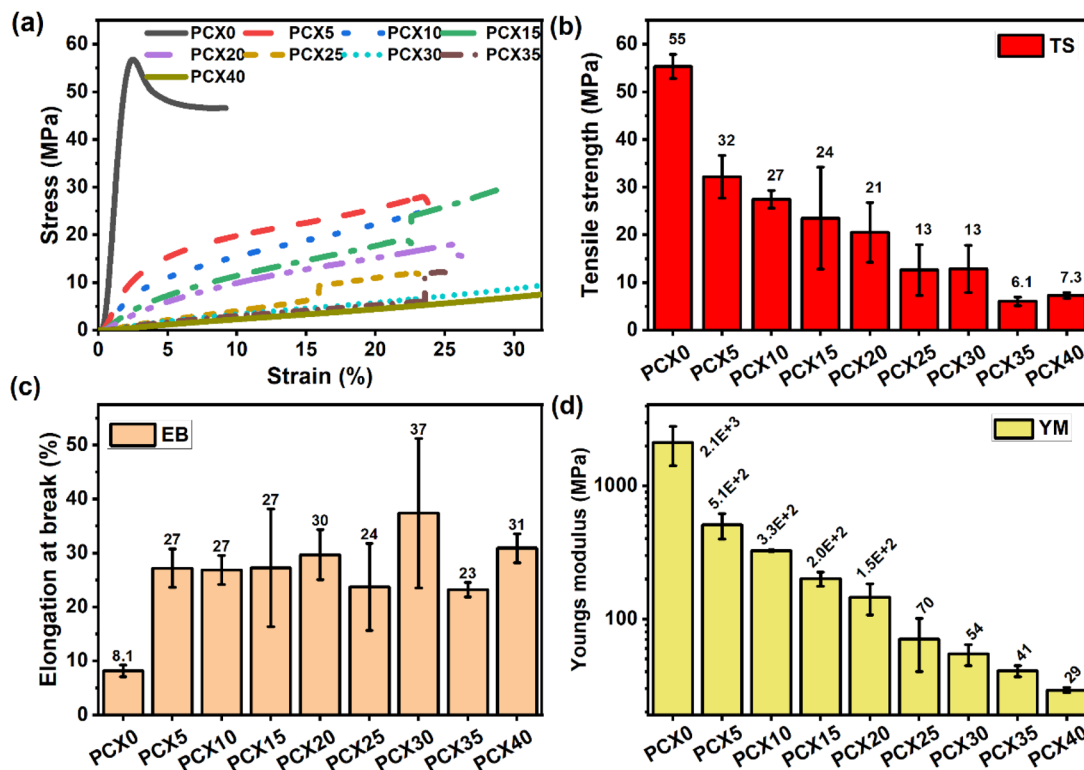 (a)
PCX0 PCX5 PCX10 PCX15
PCX20 PCX25 PCX30 PCX35
PCX40
60
50
40
30
20
10
0
Stress (MPa)
0 5 10 15 20 25 30
Strain (%)
(b)
TS
60
50
40
30
20
10
0
Tensile strength (MPa)
55
32
27
24
21
13
13
6.1
7.3
PCX0 PCX5 PCX10 PCX15 PCX20 PCX25 PCX30 PCX35 PCX40
(c)
EB
50
40
30
20
10
0
Elongation at break (%)
8.1
27
27
27
30
24
37
23
31
PCX0 PCX5 PCX10 PCX15 PCX20 PCX25 PCX30 PCX35 PCX40
(d)
YM
1000
100
Youngs modulus (MPa)
2.1E+3
5.1E+2
3.3E+2
2.0E+2
1.5E+2
70
54
41
29
PCX0 PCX5 PCX10 PCX15 PCX20 PCX25 PCX30 PCX35 PCX40